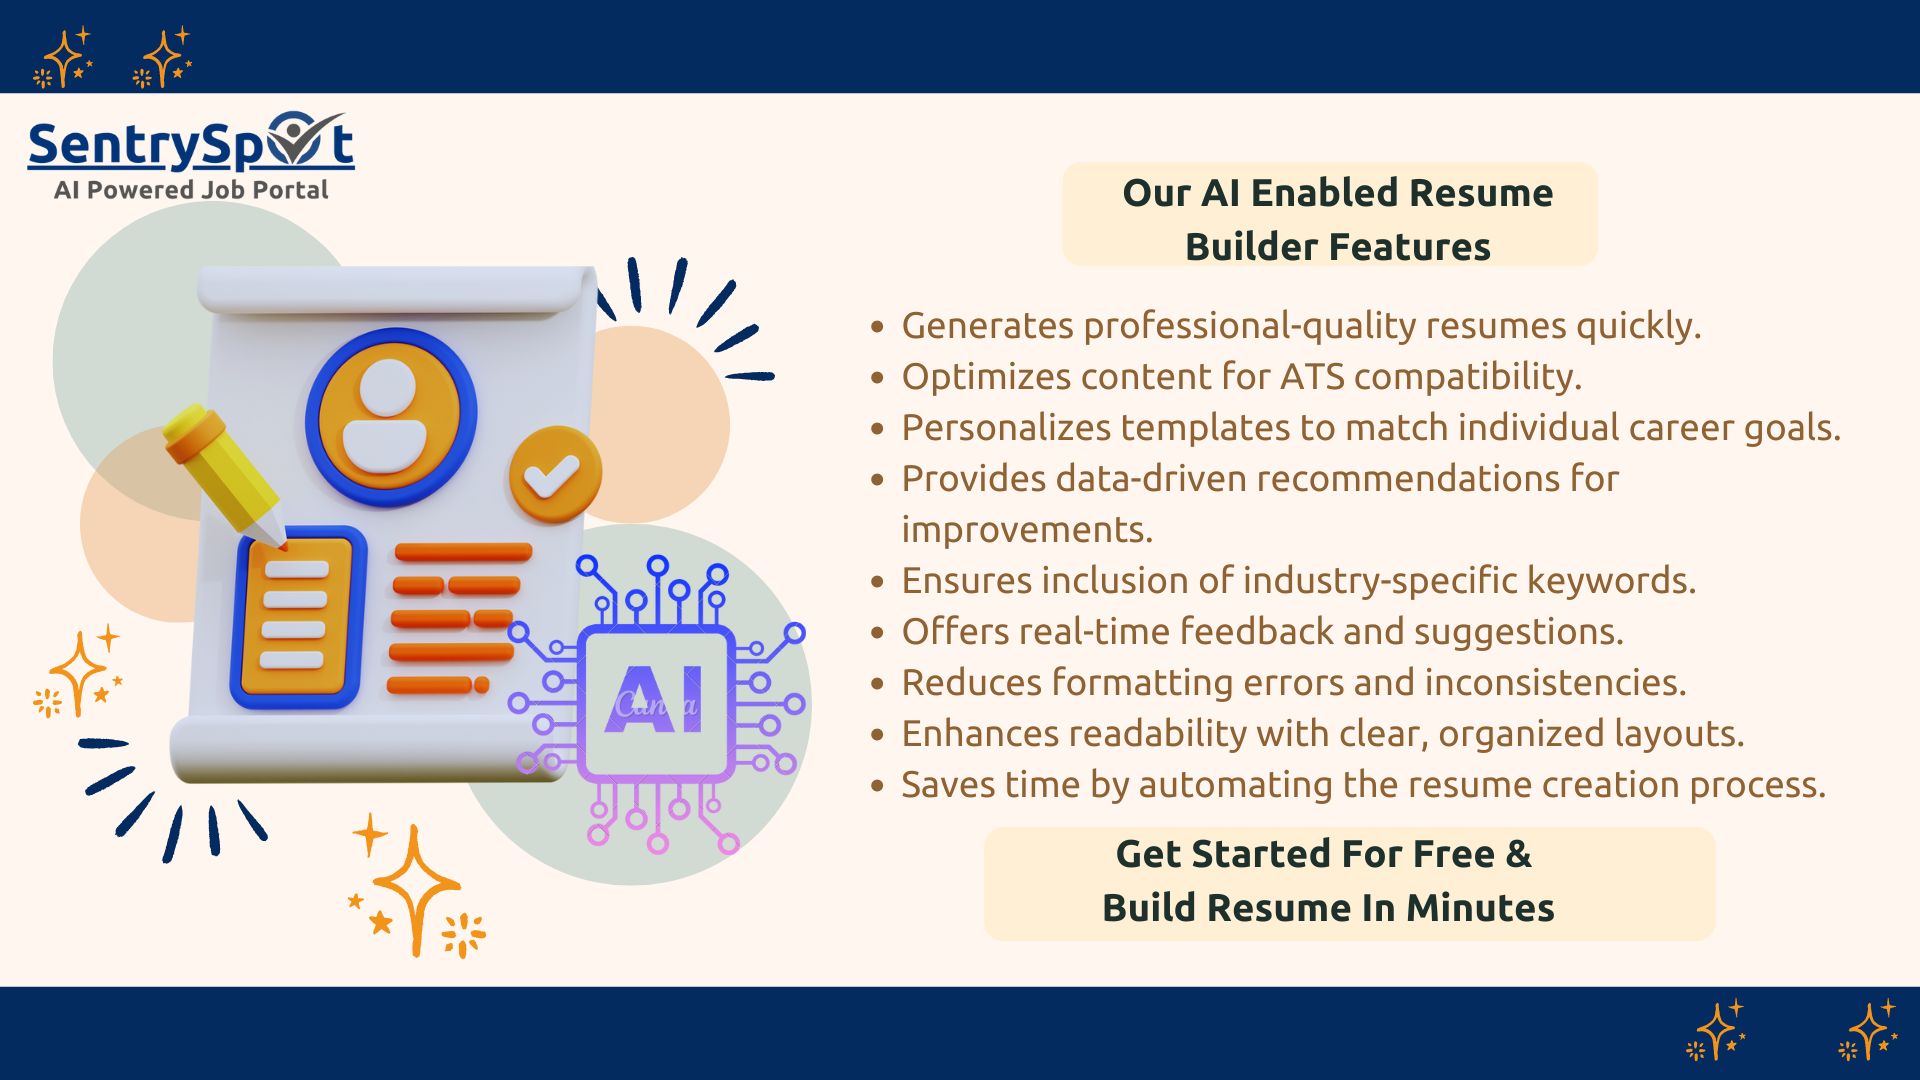 SentrySpot
AI Powered Job Portal
Our AI Enabled Resume
Builder Features
• Generates professional-quality resumes quickly.
• Optimizes content for ATS compatibility.
• Personalizes templates to match individual career goals.
• Provides data-driven recommendations for
improvements.
• Ensures inclusion of industry-specific keywords.
• Offers real-time feedback and suggestions.
• Reduces formatting errors and inconsistencies.
• Enhances readability with clear, organized layouts.
• Saves time by automating the resume creation process.
AI
Canva
Get Started For Free &
Build Resume In Minutes